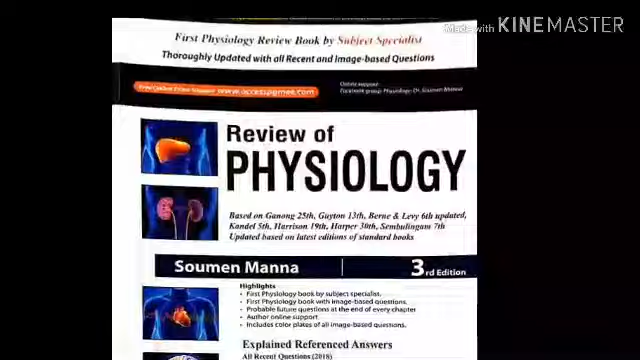 Made with KINEMASTER
First Physiology Review Book by Subject Specialist
Thoroughly Updated with all Recent and Image-based Questions
www.accesspgmee.com
Online support:
Facebook group: Physiology: Dr. Soumen Manna
Review of
PHYSIOLOGY
Based on Ganong 25th, Guyton 13th, Berne & Levy 6th updated,
Kandel 5th, Harrison 19th, Harper 30th, Sembulingam 7th
Updated based on latest editions of standard books
Soumen Manna
3rd Edition
Highlights
• First Physiology book by subject specialist.
• First Physiology book with image-based questions.
• Probable future questions at the end of every chapter
• Author online support.
• Includes color plates of all image-based questions.
Explained Referenced Answers
All Recent Questions (2018)